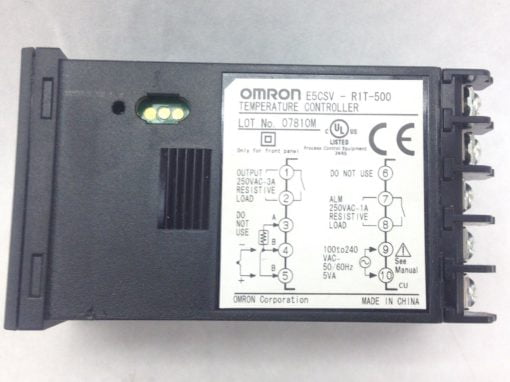 OMRON E5CSV - R1T-500
TEMPERATURE CONTROLLER
LOT No. 07810M
Only for front panel
C UL US
LISTED
Process Control Equipment
CE
OUTPUT
250VAC-3A
RESISTIVE
LOAD
1
2
DO
NOT
USE
A
3
B
4
B
5
DO NOT USE
6
ALM
250VAC-1A
RESISTIVE
LOAD
7
8
100to240
VAC~
50/60Hz
5VA
9
10
See
Manual
CU
OMRON Corporation
MADE IN CHINA